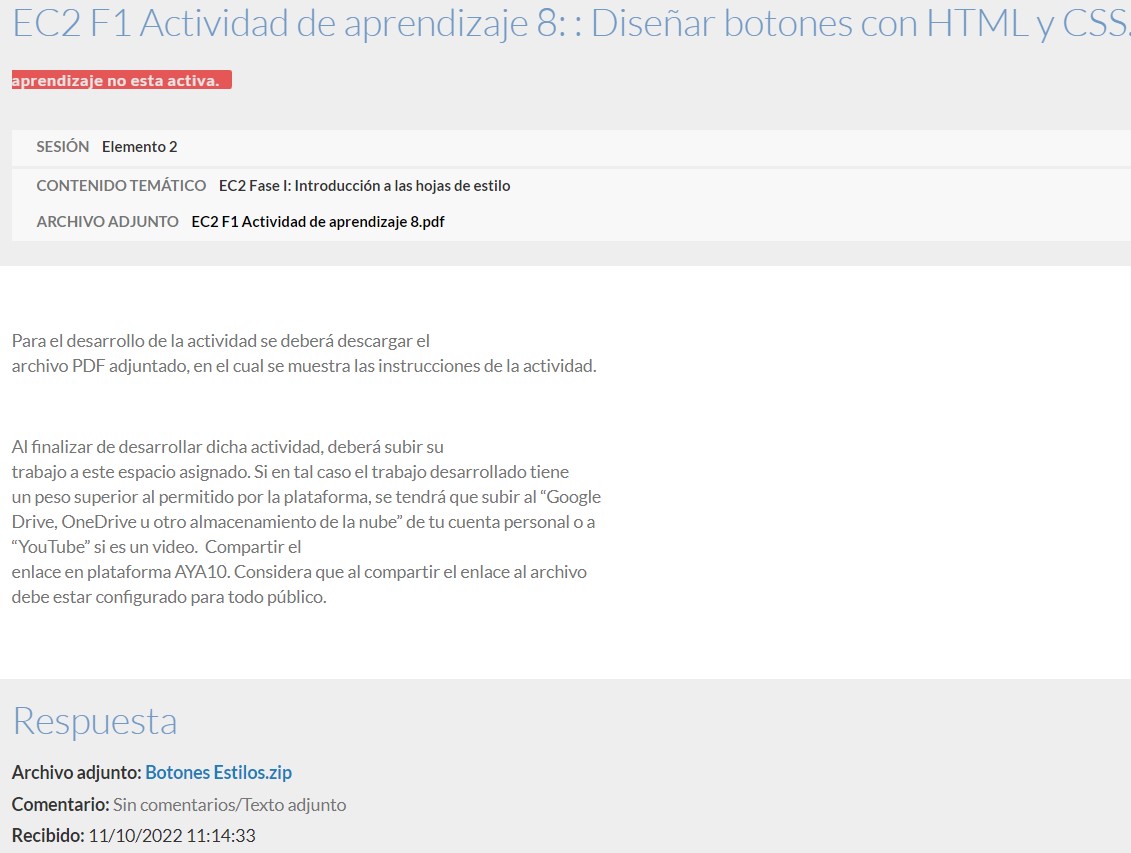 EC2 F1 Actividad de aprendizaje 8: : Diseñar botones con HTML y CSS.
aprendizaje no esta activa.
SESIÓN Elemento 2
CONTENIDO TEMÁTICO EC2 Fase I: Introducción a las hojas de estilo
ARCHIVO ADJUNTO EC2 F1 Actividad de aprendizaje 8.pdf
Para el desarrollo de la actividad se deberá descargar el
archivo PDF adjuntado, en el cual se muestra las instrucciones de la actividad.
Al finalizar de desarrollar dicha actividad, deberá subir su
trabajo a este espacio asignado. Si en tal caso el trabajo desarrollado tiene
un peso superior al permitido por la plataforma, se tendrá que subir al “Google
Drive, OneDrive u otro almacenamiento de la nube” de tu cuenta personal o a
“YouTube” si es un video.  Compartir el
enlace en plataforma AYA10. Considera que al compartir el enlace al archivo
debe estar configurado para todo público.
Respuesta
Archivo adjunto: Botones Estilos.zip
Comentario: Sin comentarios/Texto adjunto
Recibido: 11/10/2022 11:14:33